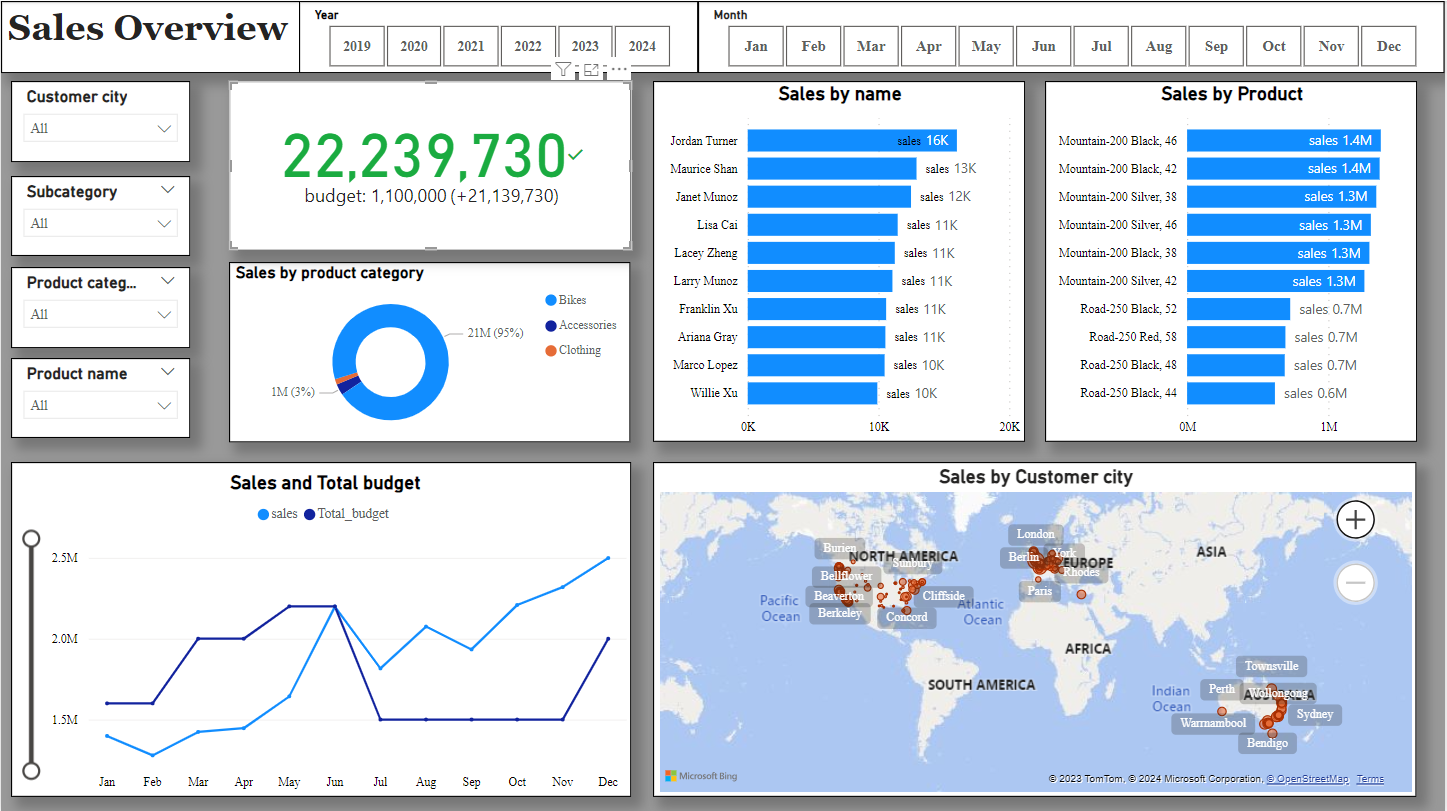 Sales Overview
Year
2019 2020 2021 2022 2023 2024
Month
Jan Feb Mar Apr May Jun Jul Aug Sep Oct Nov Dec
Customer city
All
Subcategory
All
Product categ...
All
Product name
All
22,239,730
budget: 1,100,000 (+21,139,730)
Sales by product category
21M (95%)
1M (3%)
Bikes
Accessories
Clothing
Sales by name
Jordan Turner sales 16K
Maurice Shan sales 13K
Janet Munoz sales 12K
Lisa Cai sales 11K
Lacey Zheng sales 11K
Larry Munoz sales 11K
Franklin Xu sales 11K
Ariana Gray sales 11K
Marco Lopez sales 10K
Willie Xu sales 10K
0K 10K 20K
Sales by Product
Mountain-200 Black, 46 sales 1.4M
Mountain-200 Black, 42 sales 1.4M
Mountain-200 Silver, 38 sales 1.3M
Mountain-200 Silver, 46 sales 1.3M
Mountain-200 Black, 38 sales 1.3M
Mountain-200 Silver, 42 sales 1.3M
Road-250 Black, 52 sales 0.7M
Road-250 Red, 58 sales 0.7M
Road-250 Black, 48 sales 0.7M
Road-250 Black, 44 sales 0.6M
0M 1M
Sales and Total budget
sales Total_budget
2.5M
2.0M
1.5M
Jan Feb Mar Apr May Jun Jul Aug Sep Oct Nov Dec
Sales by Customer city
London
Burien
NORTH AMERICA
Sunbury
Berlin
York
EUROPE
ASIA
Rhodes
Bellflower
Paris
Beaverton
Cliffside
Pacific
Ocean
Berkeley
Concord
Atlantic
Ocean
AFRICA
SOUTH AMERICA
Townsville
Indian
Ocean
Perth
Wollongong
AUSTRALIA
Warrnambool
Sydney
Bendigo
Microsoft Bing
© 2023 TomTom, © 2024 Microsoft Corporation, © OpenStreetMap Terms